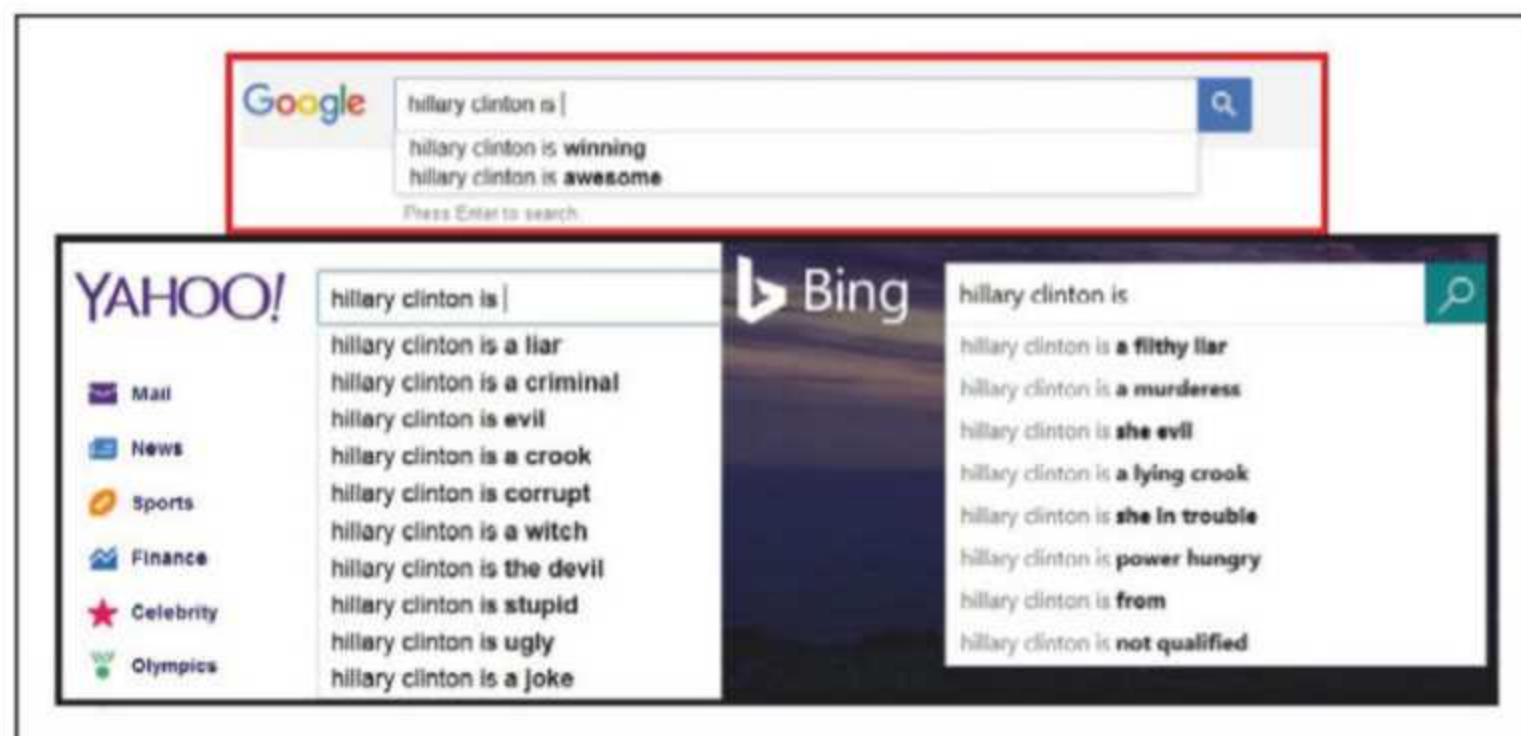 Google
hillary clinton is
hillary clinton is winning
hillary clinton is awesome
Press Enter to search.
YAHOO!
hillary clinton is
hillary clinton is a liar
hillary clinton is a criminal
hillary clinton is evil
hillary clinton is a crook
hillary clinton is corrupt
hillary clinton is a witch
hillary clinton is the devil
hillary clinton is stupid
hillary clinton is ugly
hillary clinton is a joke
Mail
News
Sports
Finance
Celebrity
Olympics
Bing
hillary clinton is
hillary clinton is a filthy liar
hillary clinton is a murderess
hillary clinton is she evil
hillary clinton is a lying crook
hillary clinton is she in trouble
hillary clinton is power hungry
hillary clinton is from
hillary clinton is not qualified